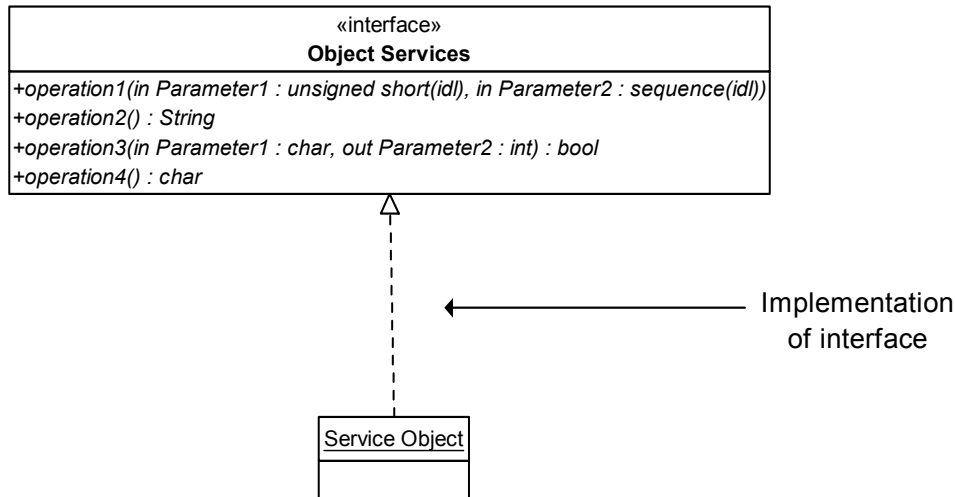 «interface»
Object Services
+operation1(in Parameter1 : unsigned short(idl), in Parameter2 : sequence(idl))
+operation2() : String
+operation3(in Parameter1 : char, out Parameter2 : int) : bool
+operation4() : char
Implementation
of interface
Service Object